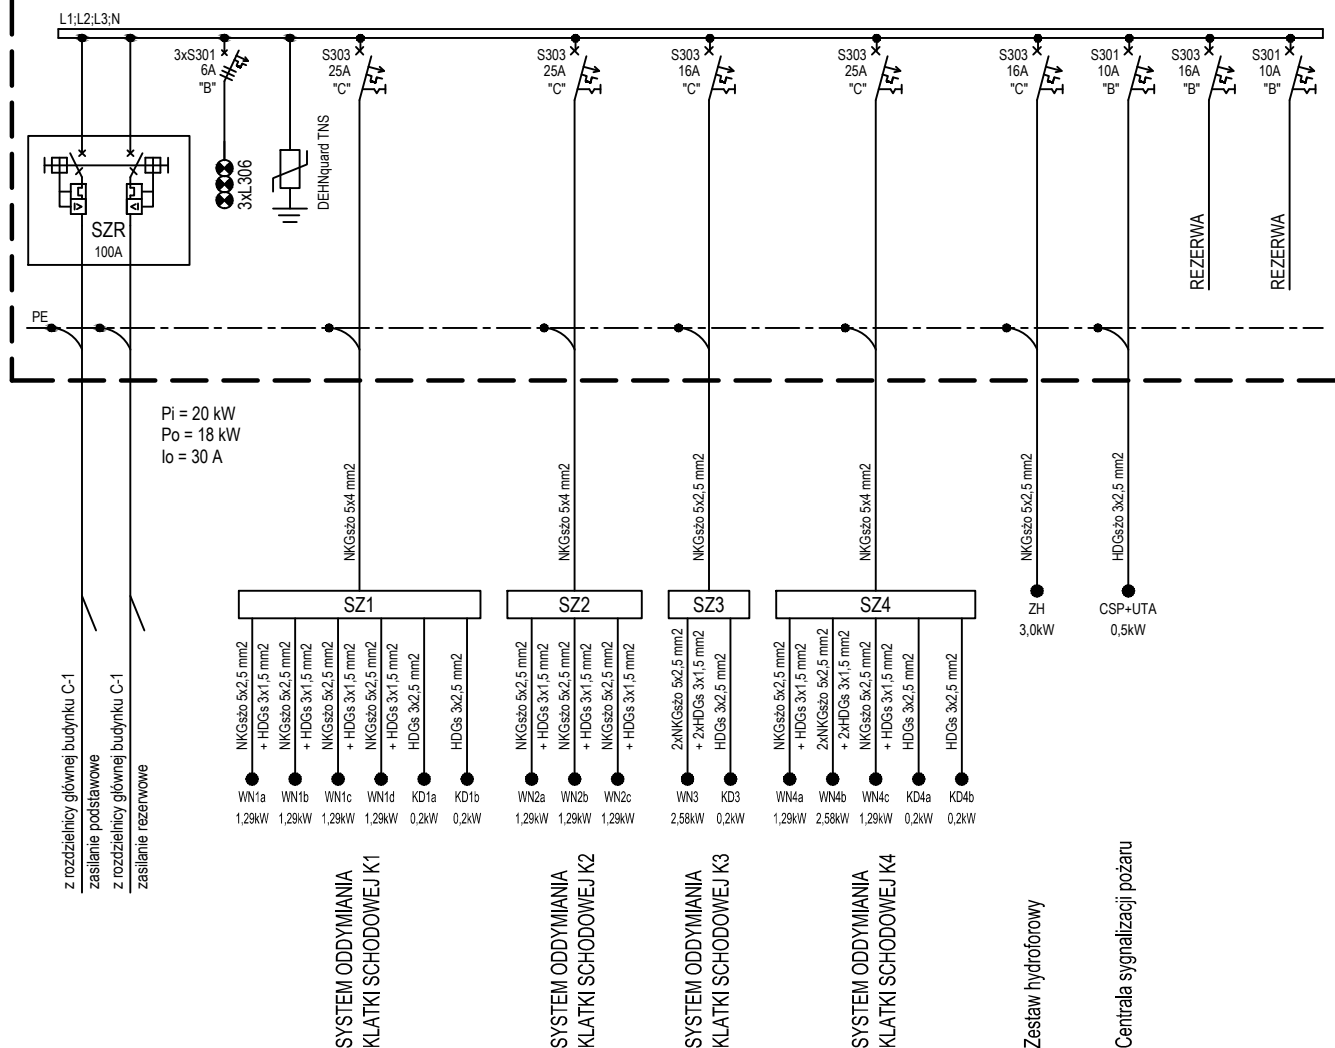 L1;L2;L3;N
3xS301
6A
"B"
S303
25A
"C"
S303
25A
"C"
S303
16A
"C"
S303
25A
"C"
S303
16A
"C"
S301
10A
"B"
S303
16A
"B"
S301
10A
"B"
3xL306
DEHNquard TNS
SZR
100A
REZERWA
REZERWA
PE
Pi = 20 kW
Po = 18 kW
Io = 30 A
NKGsżo 5x4 mm2
NKGsżo 5x4 mm2
NKGsżo 5x2,5 mm2
NKGsżo 5x4 mm2
NKGsżo 5x2,5 mm2
HDGsżo 3x2,5 mm2
SZ1
SZ2
SZ3
SZ4
ZH
3,0kW
CSP+UTA
0,5kW
NKGsżo 5x2,5 mm2
+ HDGs 3x1,5 mm2
NKGsżo 5x2,5 mm2
+ HDGs 3x1,5 mm2
NKGsżo 5x2,5 mm2
+ HDGs 3x1,5 mm2
NKGsżo 5x2,5 mm2
+ HDGs 3x1,5 mm2
HDGs 3x2,5 mm2
HDGs 3x2,5 mm2
NKGsżo 5x2,5 mm2
+ HDGs 3x1,5 mm2
NKGsżo 5x2,5 mm2
+ HDGs 3x1,5 mm2
NKGsżo 5x2,5 mm2
+ HDGs 3x1,5 mm2
2xNKGsżo 5x2,5 mm2
+ 2xHDGs 3x1,5 mm2
HDGs 3x2,5 mm2
NKGsżo 5x2,5 mm2
+ HDGs 3x1,5 mm2
2xNKGsżo 5x2,5 mm2
+ 2xHDGs 3x1,5 mm2
NKGsżo 5x2,5 mm2
+ HDGs 3x1,5 mm2
HDGs 3x2,5 mm2
HDGs 3x2,5 mm2
WN1a
1,29kW
WN1b
1,29kW
WN1c
1,29kW
WN1d
1,29kW
KD1a
0,2kW
KD1b
0,2kW
WN2a
1,29kW
WN2b
1,29kW
WN2c
1,29kW
WN3
2,58kW
KD3
0,2kW
WN4a
1,29kW
WN4b
2,58kW
WN4c
1,29kW
KD4a
0,2kW
KD4b
0,2kW
z rozdzielnicy głównej budynku C-1
zasilanie podstawowe
z rozdzielnicy głównej budynku C-1
zasilanie rezerwowe
SYSTEM ODDYMIANIA
KLATKI SCHODOWEJ K1
SYSTEM ODDYMIANIA
KLATKI SCHODOWEJ K2
SYSTEM ODDYMIANIA
KLATKI SCHODOWEJ K3
SYSTEM ODDYMIANIA
KLATKI SCHODOWEJ K4
Zestaw hydroforowy
Centrala sygnalizacji pożaru